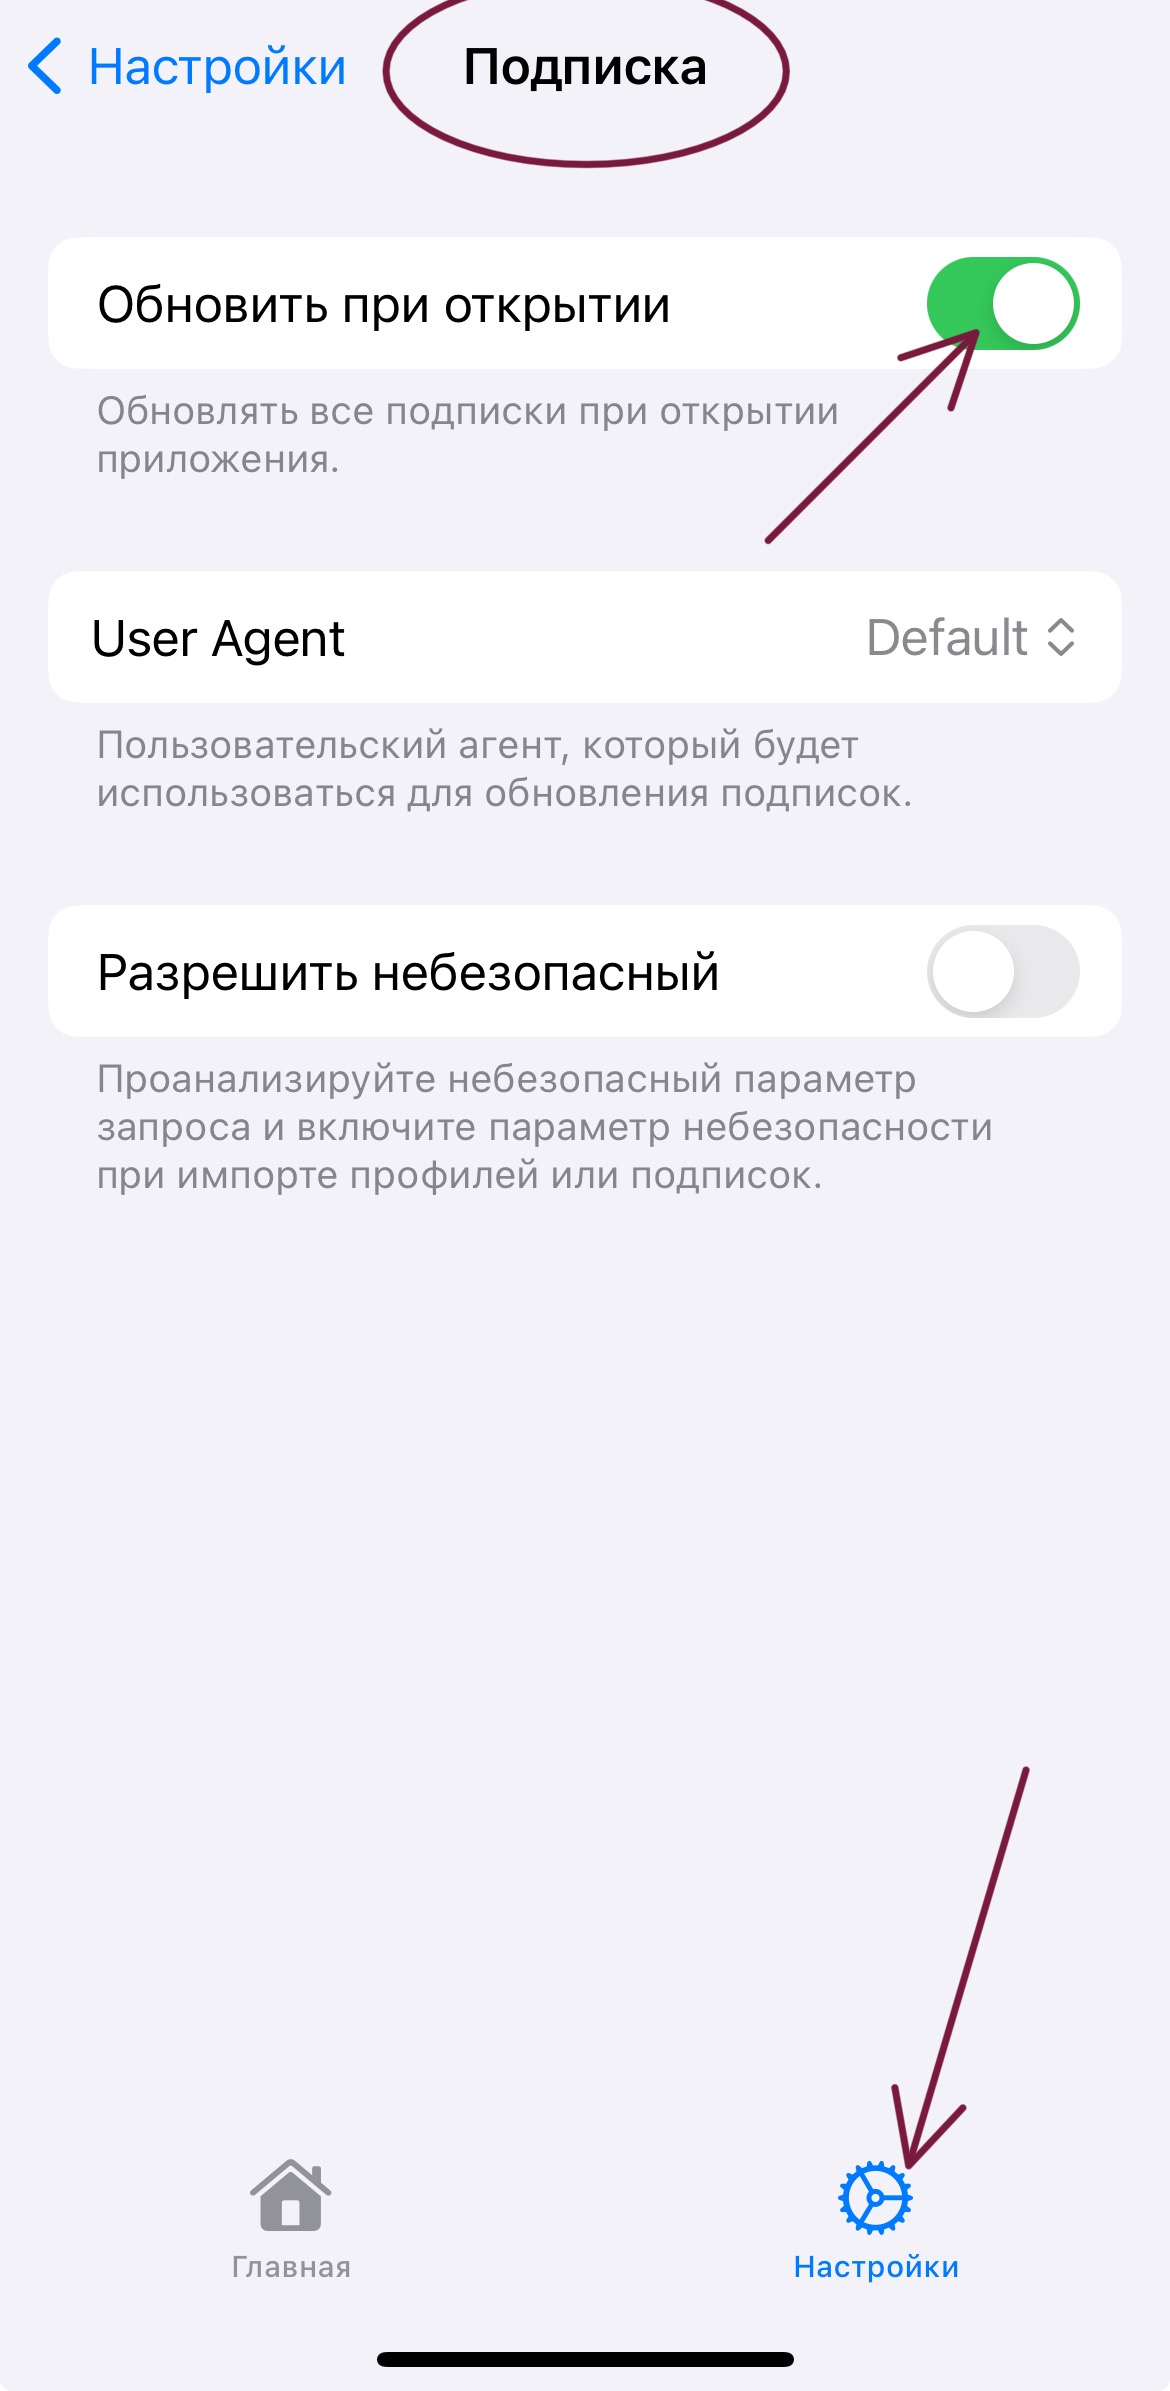 Настройки
Подписка
Обновить при открытии
Обновлять все подписки при открытии
приложения.
User Agent
Default
Пользовательский агент, который будет
использоваться для обновления подписок.
Разрешить небезопасный
Проанализируйте небезопасный параметр
запроса и включите параметр небезопасности
при импорте профилей или подписок.
Главная
Настройки